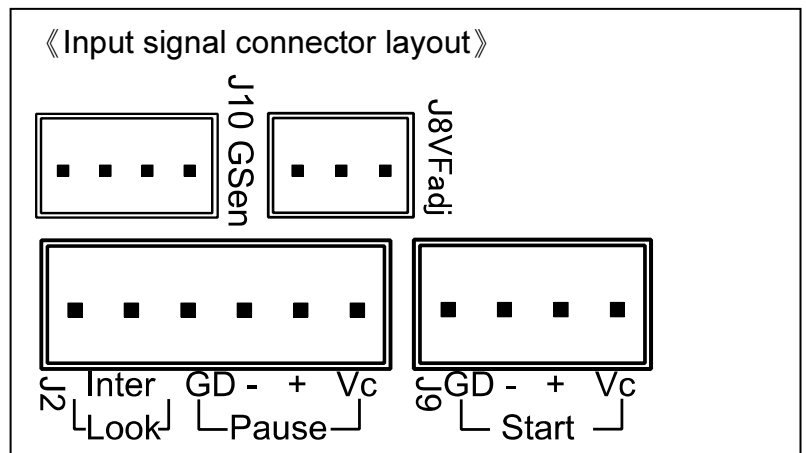 《Input signal connector layout》
J10 GSen
J8VFadj
J2
Inter
Look
GD - + Vc
Pause
J9
GD - + Vc
Start